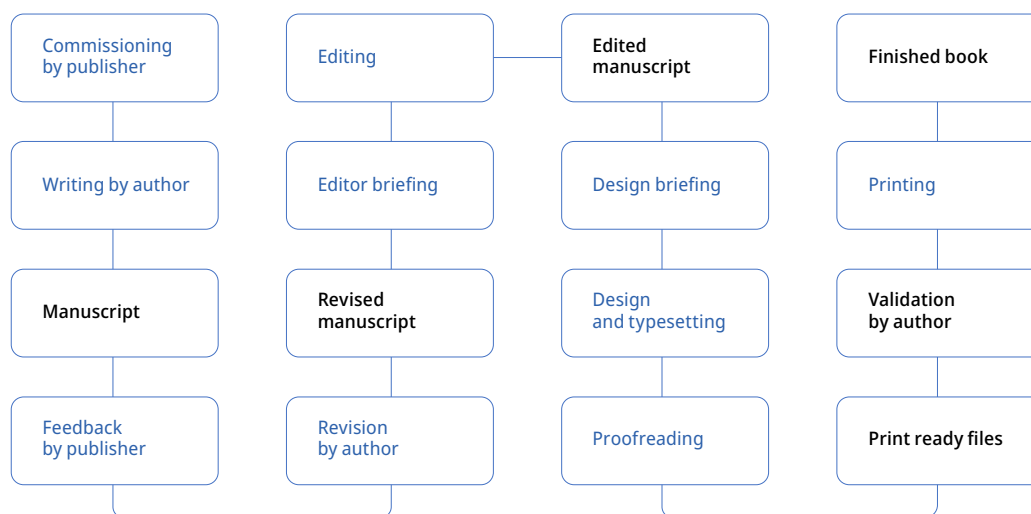 Commissioning
by publisher
Writing by author
Manuscript
Feedback
by publisher
Editing
Editor briefing
Revised
manuscript
Revision
by author
Edited
manuscript
Design briefing
Design
and typesetting
Proofreading
Finished book
Printing
Validation
by author
Print ready files